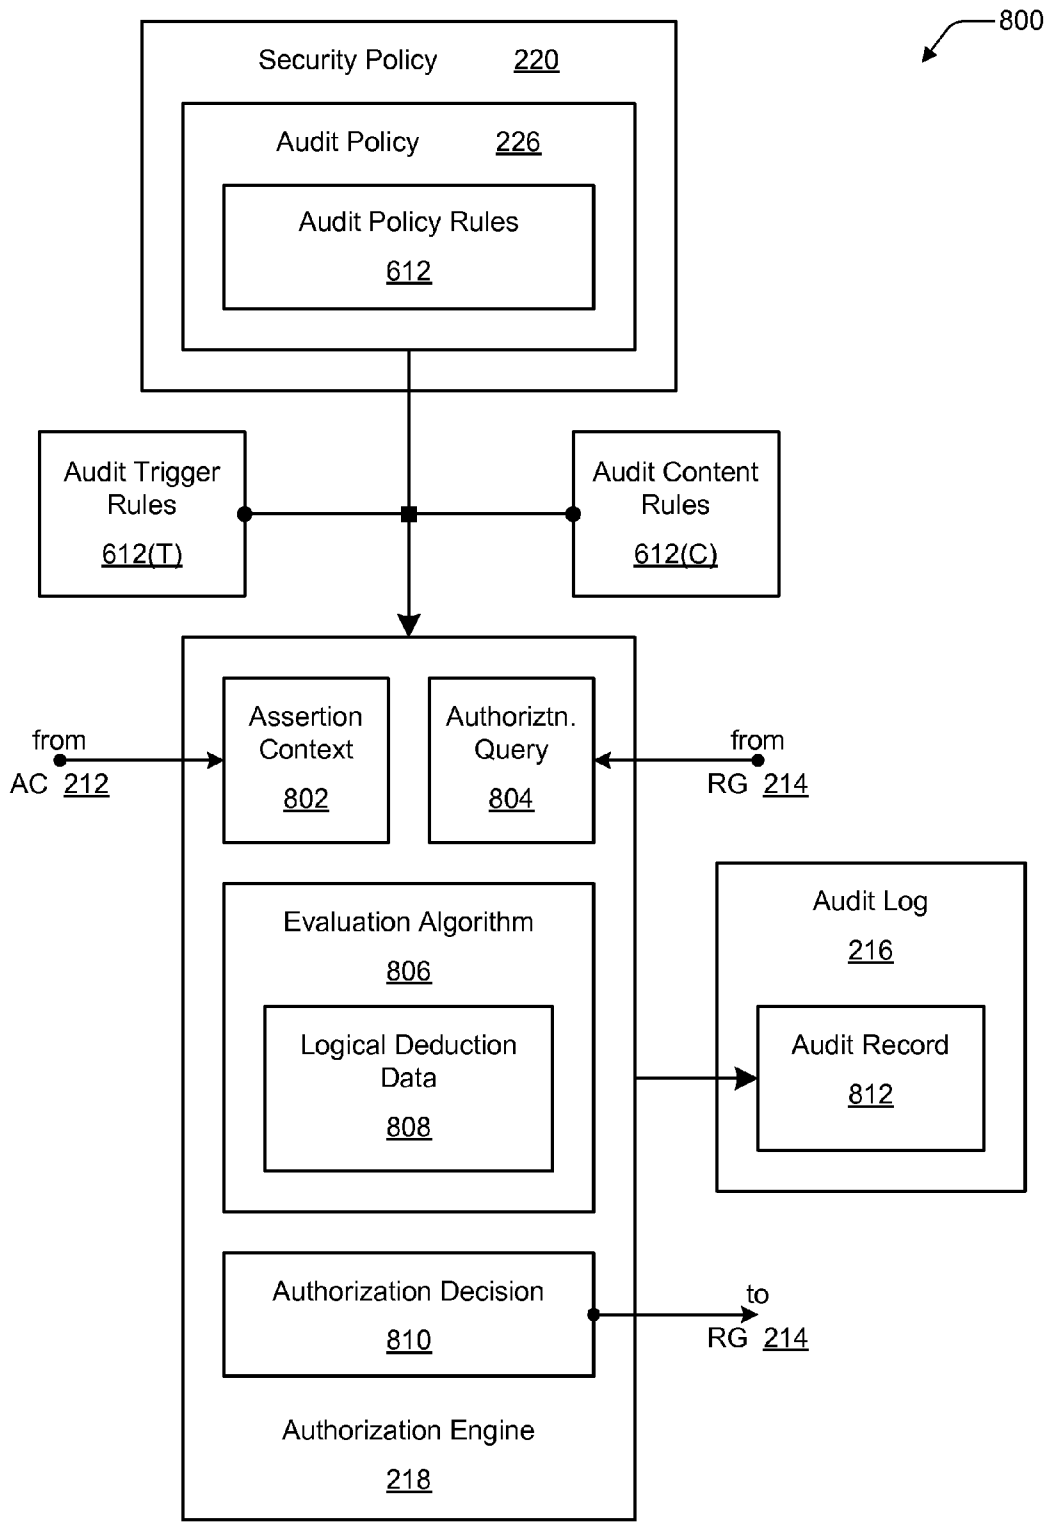 800
Security Policy 220
Audit Policy 226
Audit Policy Rules
612
Audit Trigger
Rules
612(T)
Audit Content
Rules
612(C)
from
AC 212
Assertion
Context
802
Authoriztn.
Query
804
from
RG 214
Evaluation Algorithm
806
Logical Deduction
Data
808
Audit Log
216
Audit Record
812
Authorization Decision
810
to
RG 214
Authorization Engine
218